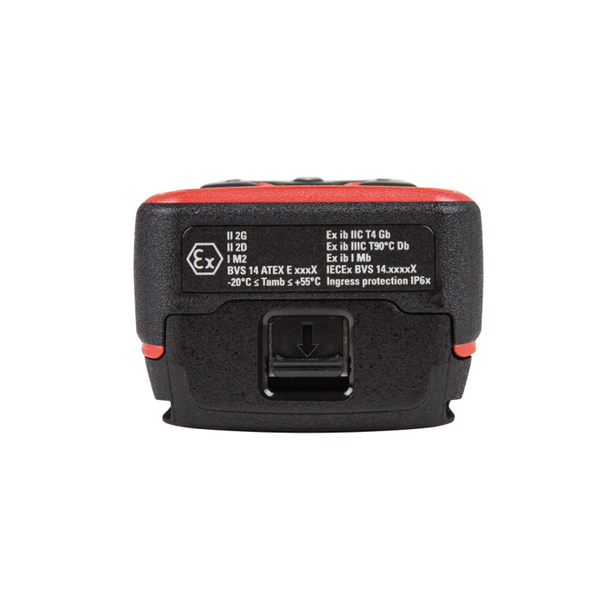 Ex
II 2G
II 2D
I M2
BVS 14 ATEX E xxxX
-20°C ≤ Tamb ≤ +55°C
Ex ib IIC T4 Gb
Ex ib IIIC T90°C Db
Ex ib I Mb
IECEx BVS 14.xxxxX
Ingress protection IP6x